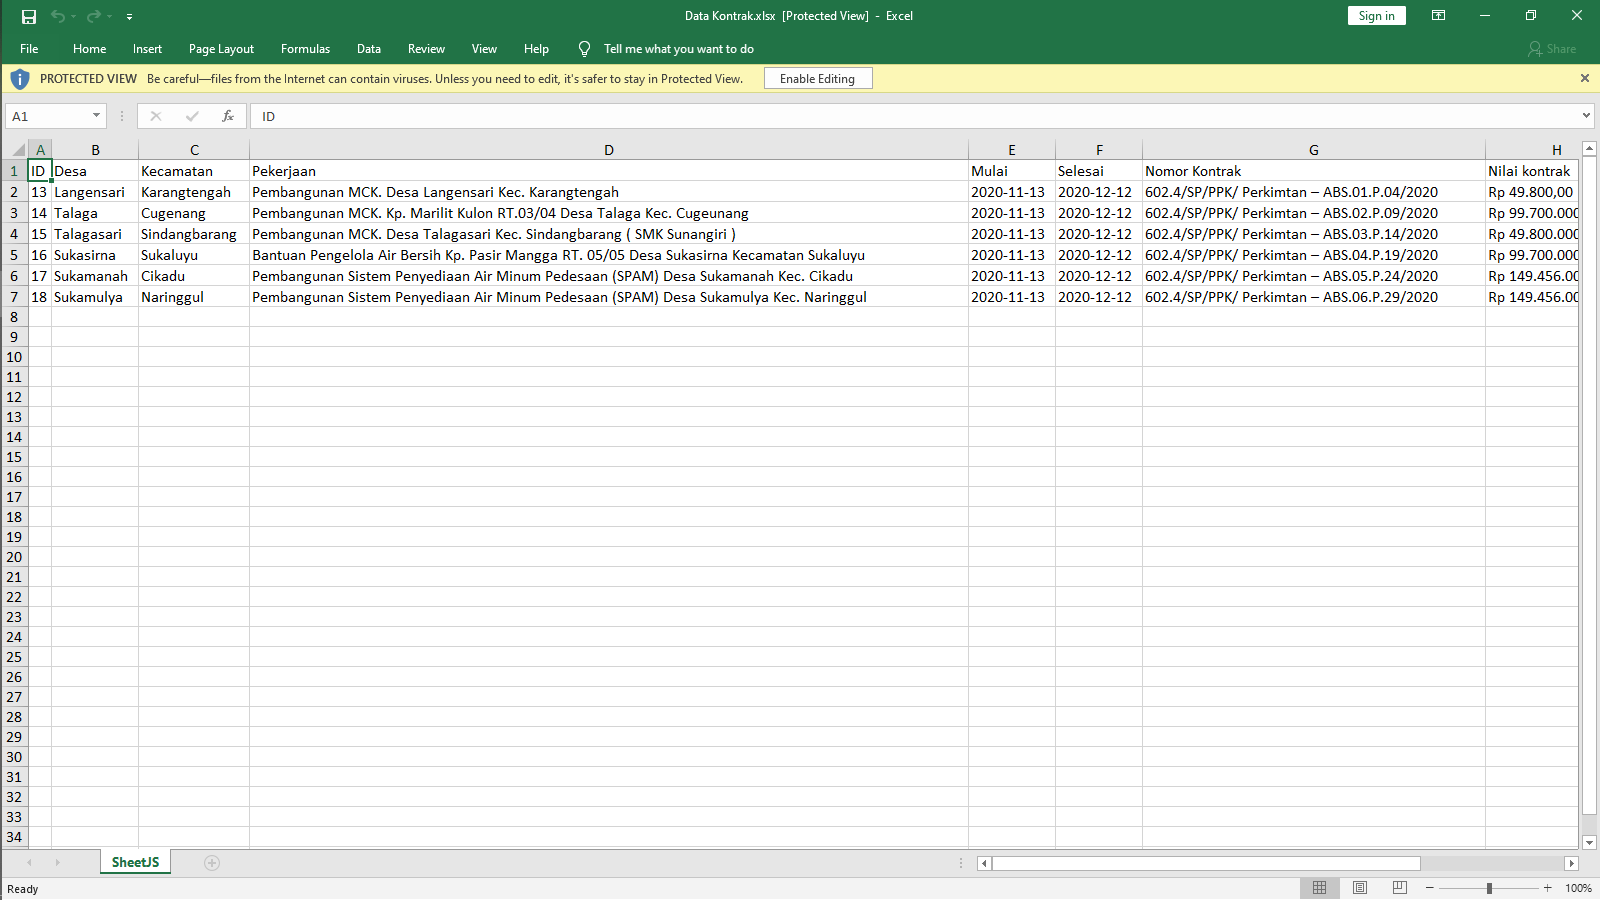 Data Kontrak.xlsx [Protected View] - Excel
Sign in
File Home Insert Page Layout Formulas Data Review View Help Tell me what you want to do Share
PROTECTED VIEW Be careful—files from the Internet can contain viruses. Unless you need to edit, it's safer to stay in Protected View. Enable Editing
A1 fx ID
A B C D E F G H
1 ID Desa Kecamatan Pekerjaan Mulai Selesai Nomor Kontrak Nilai kontrak
2 13 Langensari Karangtengah Pembangunan MCK. Desa Langensari Kec. Karangtengah 2020-11-13 2020-12-12 602.4/SP/PPK/ Perkimtan – ABS.01.P.04/2020 Rp 49.800,00
3 14 Talaga Cugenang Pembangunan MCK. Kp. Marilit Kulon RT.03/04 Desa Talaga Kec. Cugeunang 2020-11-13 2020-12-12 602.4/SP/PPK/ Perkimtan – ABS.02.P.09/2020 Rp 99.700.000
4 15 Talagasari Sindangbarang Pembangunan MCK. Desa Talagasari Kec. Sindangbarang ( SMK Sunangiri ) 2020-11-13 2020-12-12 602.4/SP/PPK/ Perkimtan – ABS.03.P.14/2020 Rp 49.800.000
5 16 Sukasirna Sukaluyu Bantuan Pengelola Air Bersih Kp. Pasir Mangga RT. 05/05 Desa Sukasirna Kecamatan Sukaluyu 2020-11-13 2020-12-12 602.4/SP/PPK/ Perkimtan – ABS.04.P.19/2020 Rp 99.700.000
6 17 Sukamanah Cikadu Pembangunan Sistem Penyediaan Air Minum Pedesaan (SPAM) Desa Sukamanah Kec. Cikadu 2020-11-13 2020-12-12 602.4/SP/PPK/ Perkimtan – ABS.05.P.24/2020 Rp 149.456.00
7 18 Sukamulya Naringgul Pembangunan Sistem Penyediaan Air Minum Pedesaan (SPAM) Desa Sukamulya Kec. Naringgul 2020-11-13 2020-12-12 602.4/SP/PPK/ Perkimtan – ABS.06.P.29/2020 Rp 149.456.00
8
9
10
11
12
13
14
15
16
17
18
19
20
21
22
23
24
25
26
27
28
29
30
31
32
33
34
SheetJS
Ready
100%